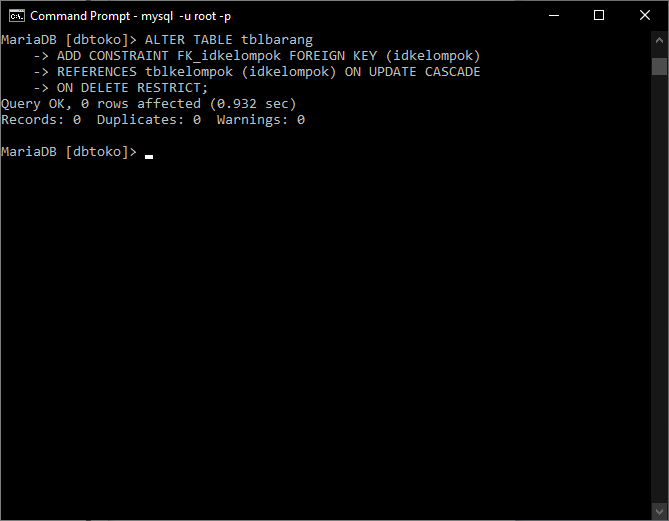 Command Prompt - mysql -u root -p
MariaDB [dbtoko]> ALTER TABLE tblbarang
    -> ADD CONSTRAINT FK_idkelompok FOREIGN KEY (idkelompok)
    -> REFERENCES tblkelompok (idkelompok) ON UPDATE CASCADE
    -> ON DELETE RESTRICT;
Query OK, 0 rows affected (0.932 sec)
Records: 0  Duplicates: 0  Warnings: 0
MariaDB [dbtoko]>